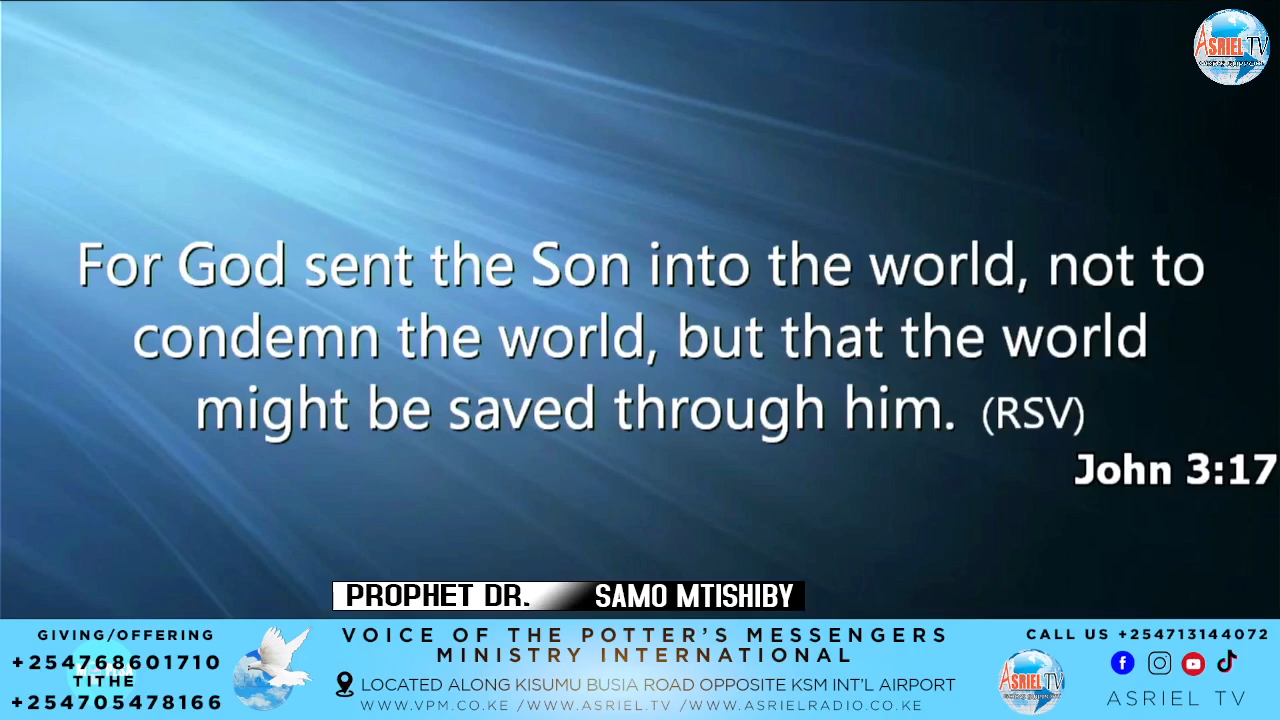 ASRIEL TV
For God sent the Son into the world, not to
condemn the world, but that the world
might be saved through him. (RSV)
John 3:17
PROPHET DR. SAMO MTISHIBY
GIVING/OFFERING
+254768601710
TITHE
+254705478166
VOICE OF THE POTTER'S MESSENGERS
MINISTRY INTERNATIONAL
LOCATED ALONG KISUMU BUSIA ROAD OPPOSITE KSM INT'L AIRPORT
WWW.VPM.CO.KE /WWW.ASRIEL.TV /WWW.ASRIELRADIO.CO.KE
ASRIEL TV
CALL US +254713144072
ASRIEL TV